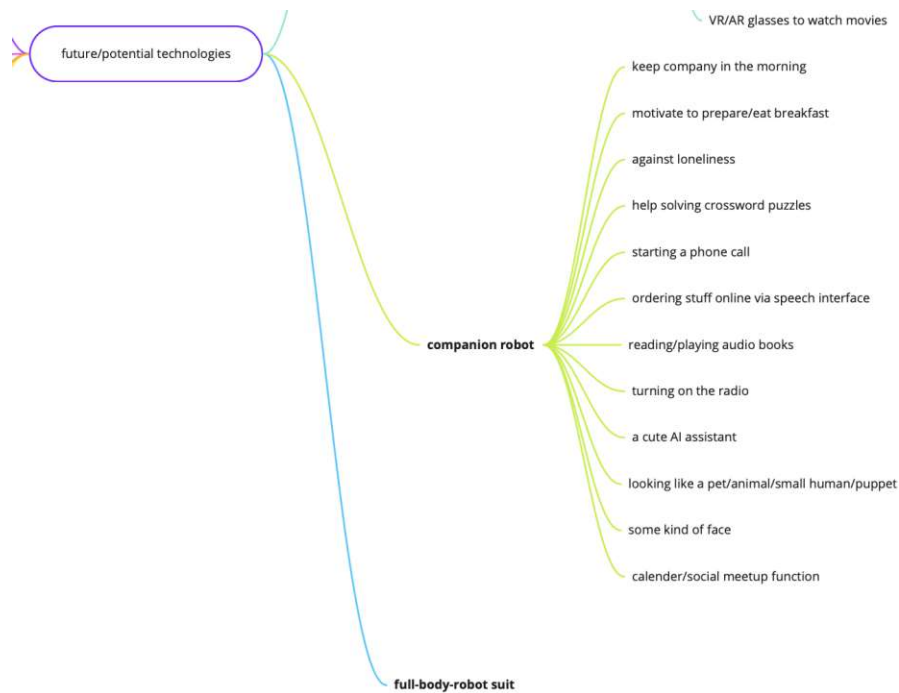 VR/AR glasses to watch movies
future/potential technologies
keep company in the morning
motivate to prepare/eat breakfast
against loneliness
help solving crossword puzzles
starting a phone call
ordering stuff online via speech interface
companion robot
reading/playing audio books
turning on the radio
a cute AI assistant
looking like a pet/animal/small human/puppet
some kind of face
calender/social meetup function
full-body-robot suit